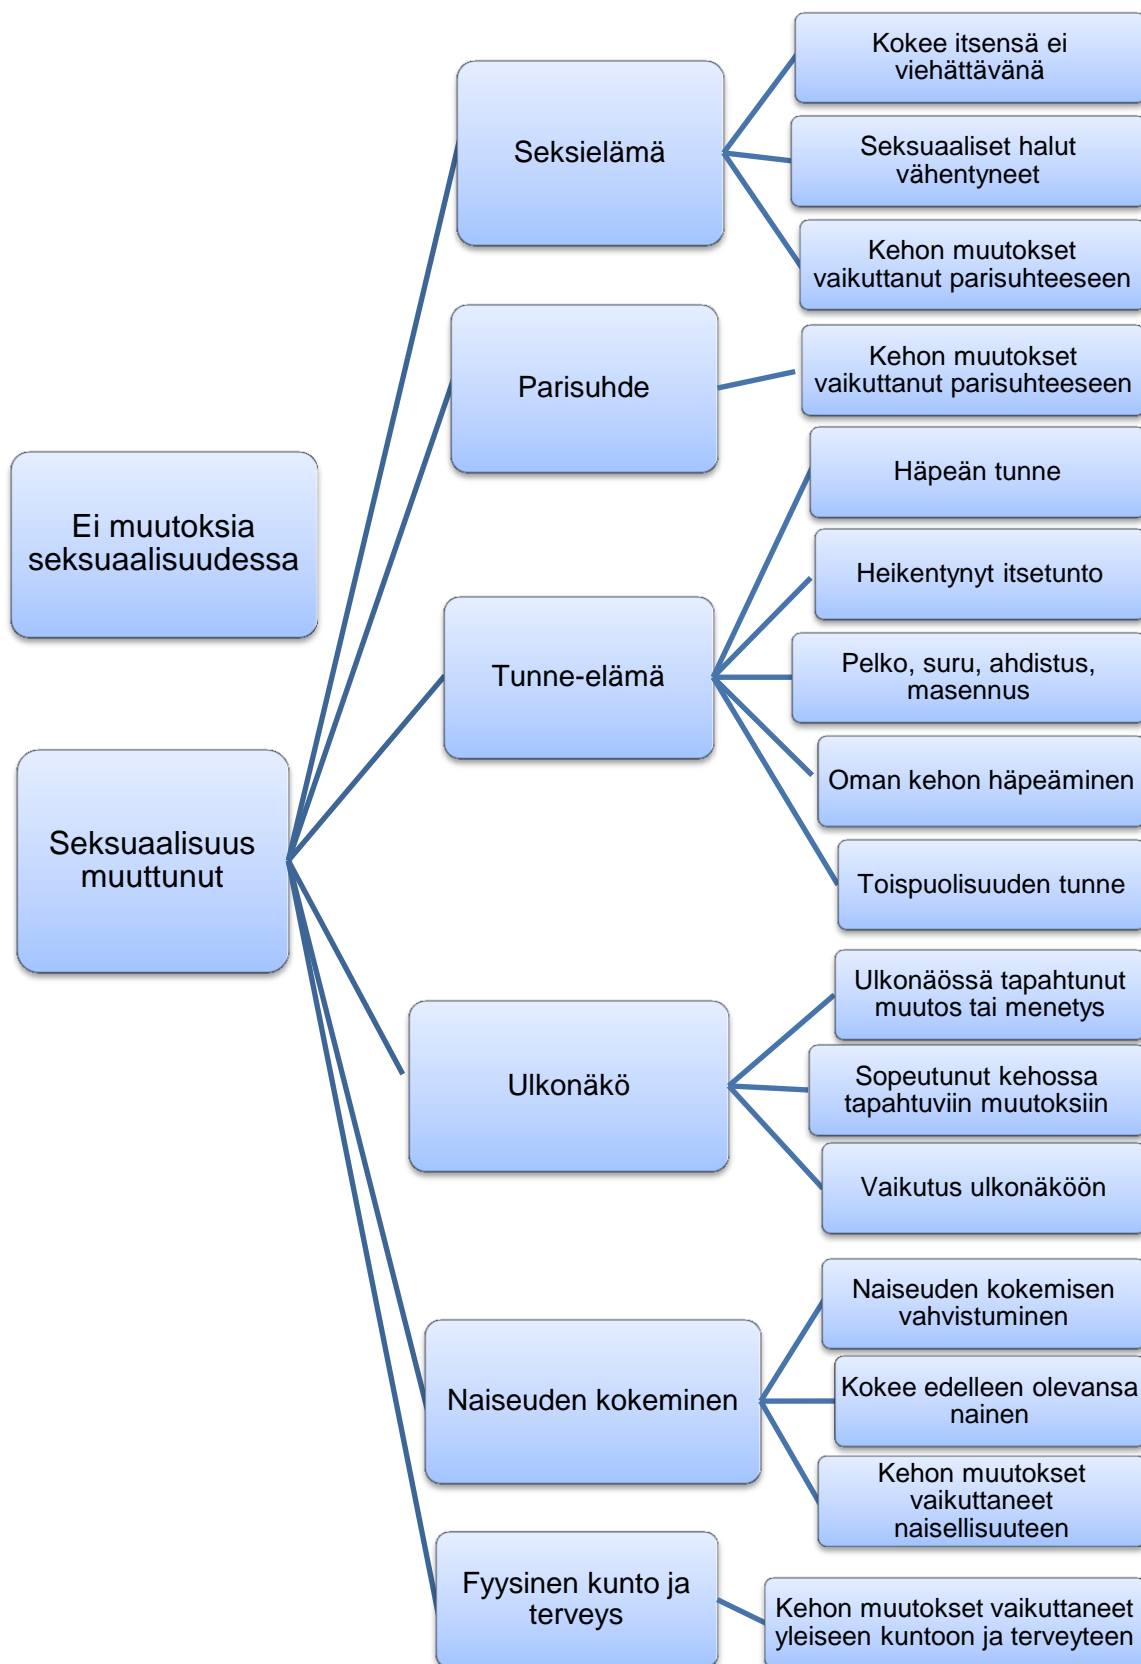 Kokee itsensä ei
viehättävänä
Seksielämä
Seksuaaliset halut
vähentyneet
Kehon muutokset
vaikuttanut parisuhteeseen
Parisuhde
Kehon muutokset
vaikuttanut parisuhteeseen
Ei muutoksia
seksuaalisuudessa
Häpeän tunne
Heikentynyt itsetunto
Tunne-elämä
Pelko, suru, ahdistus,
masennus
Oman kehon häpeäminen
Toispuolisuuden tunne
Seksuaalisuus
muuttunut
Ulkonäössä tapahtunut
muutos tai menetys
Ulkonäkö
Sopeutunut kehossa
tapahtuviin muutoksiin
Vaikutus ulkonäköön
Naiseuden kokemisen
vahvistuminen
Naiseuden kokeminen
Kokee edelleen olevansa
nainen
Kehon muutokset
vaikuttaneet
naisellisuuteen
Fyysinen kunto ja
terveys
Kehon muutokset vaikuttaneet
yleiseen kuntoon ja terveyteen